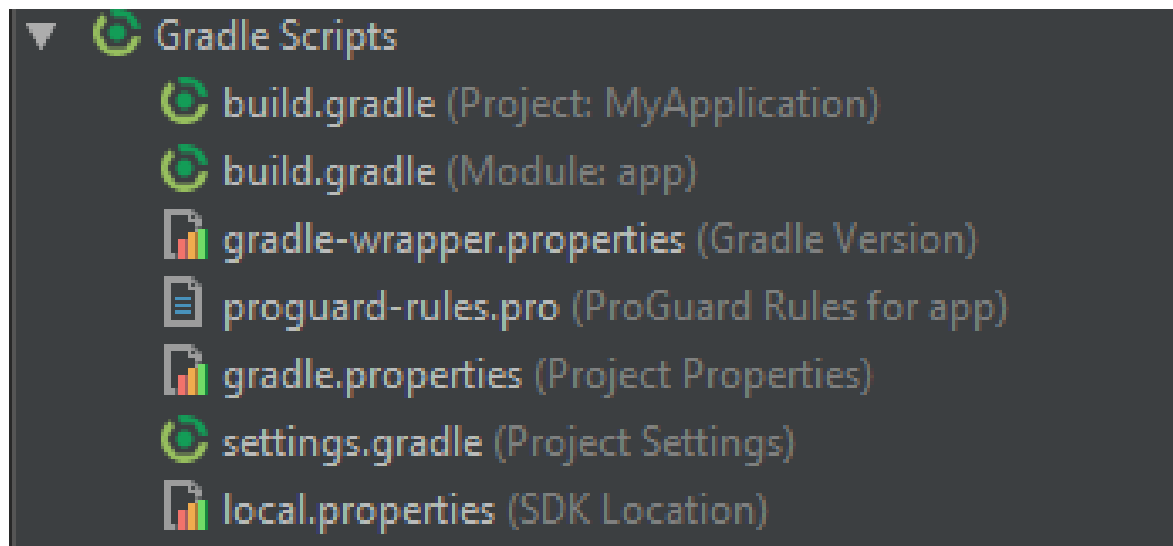 Gradle Scripts
build.gradle (Project: MyApplication)
build.gradle (Module: app)
gradle-wrapper.properties (Gradle Version)
proguard-rules.pro (ProGuard Rules for app)
gradle.properties (Project Properties)
settings.gradle (Project Settings)
local.properties (SDK Location)